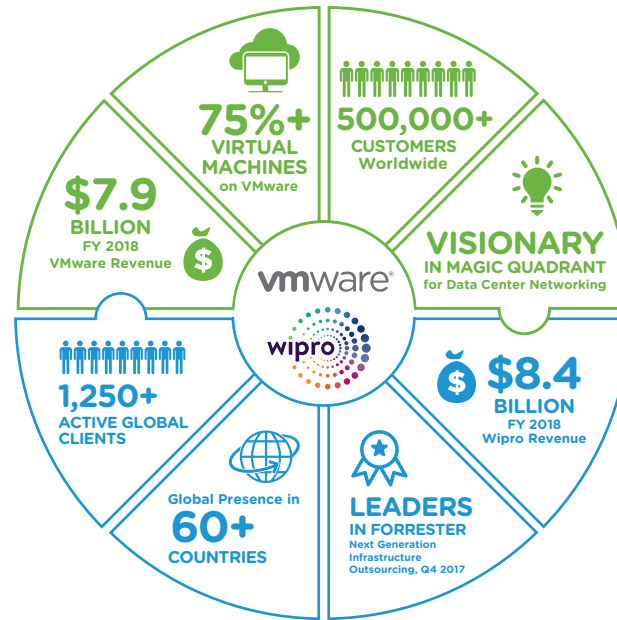 75%+
VIRTUAL
MACHINES
on VMware
500,000+
CUSTOMERS
Worldwide
$7.9
BILLION
FY 2018
VMware Revenue
$
VISIONARY
IN MAGIC QUADRANT
for Data Center Networking
vmware®
wipro
1,250+
ACTIVE GLOBAL
CLIENTS
$
$8.4
BILLION
FY 2018
Wipro Revenue
Global Presence in
60+
COUNTRIES
LEADERS
IN FORRESTER
Next Generation
Infrastructure
Outsourcing, Q4 2017